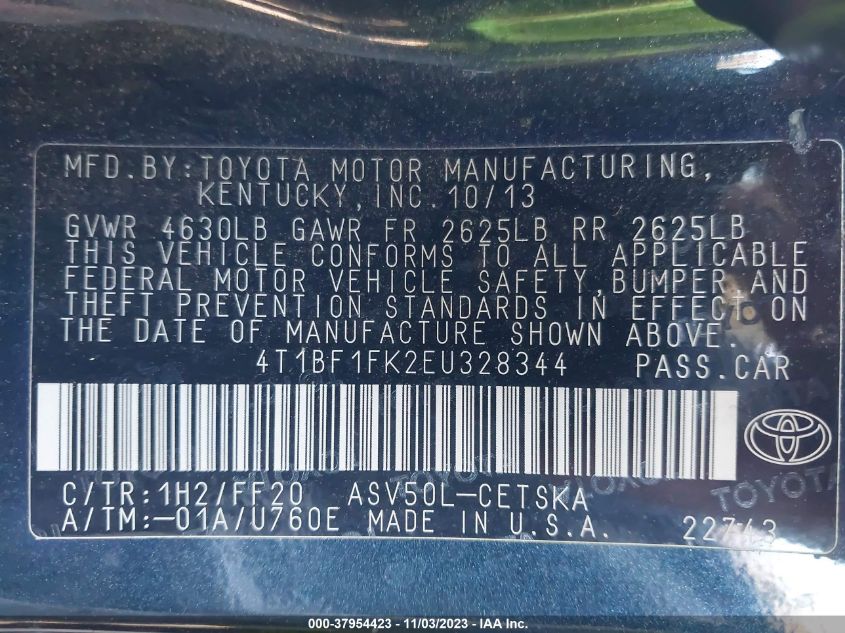 MFD.BY:TOYOTA MOTOR MANUFACTURING,
KENTUCKY,INC.10/13
GVWR 4630LB GAWR FR 2625LB RR 2625LB
THIS VEHICLE CONFORMS TO ALL APPLICABLE
FEDERAL MOTOR VEHICLE SAFETY,BUMPER AND
THEFT PREVENTION STANDARDS IN EFFECT ON
THE DATE OF MANUFACTURE SHOWN ABOVE.
4T1BF1FK2EU328344 PASS.CAR
TOYOTA
C/TR:1H2/FF20 ASV50L-CETSKA
A/TM:-01A/U760E MADE IN U.S.A.
000-37954423 - 11/03/2023 - IAA Inc.